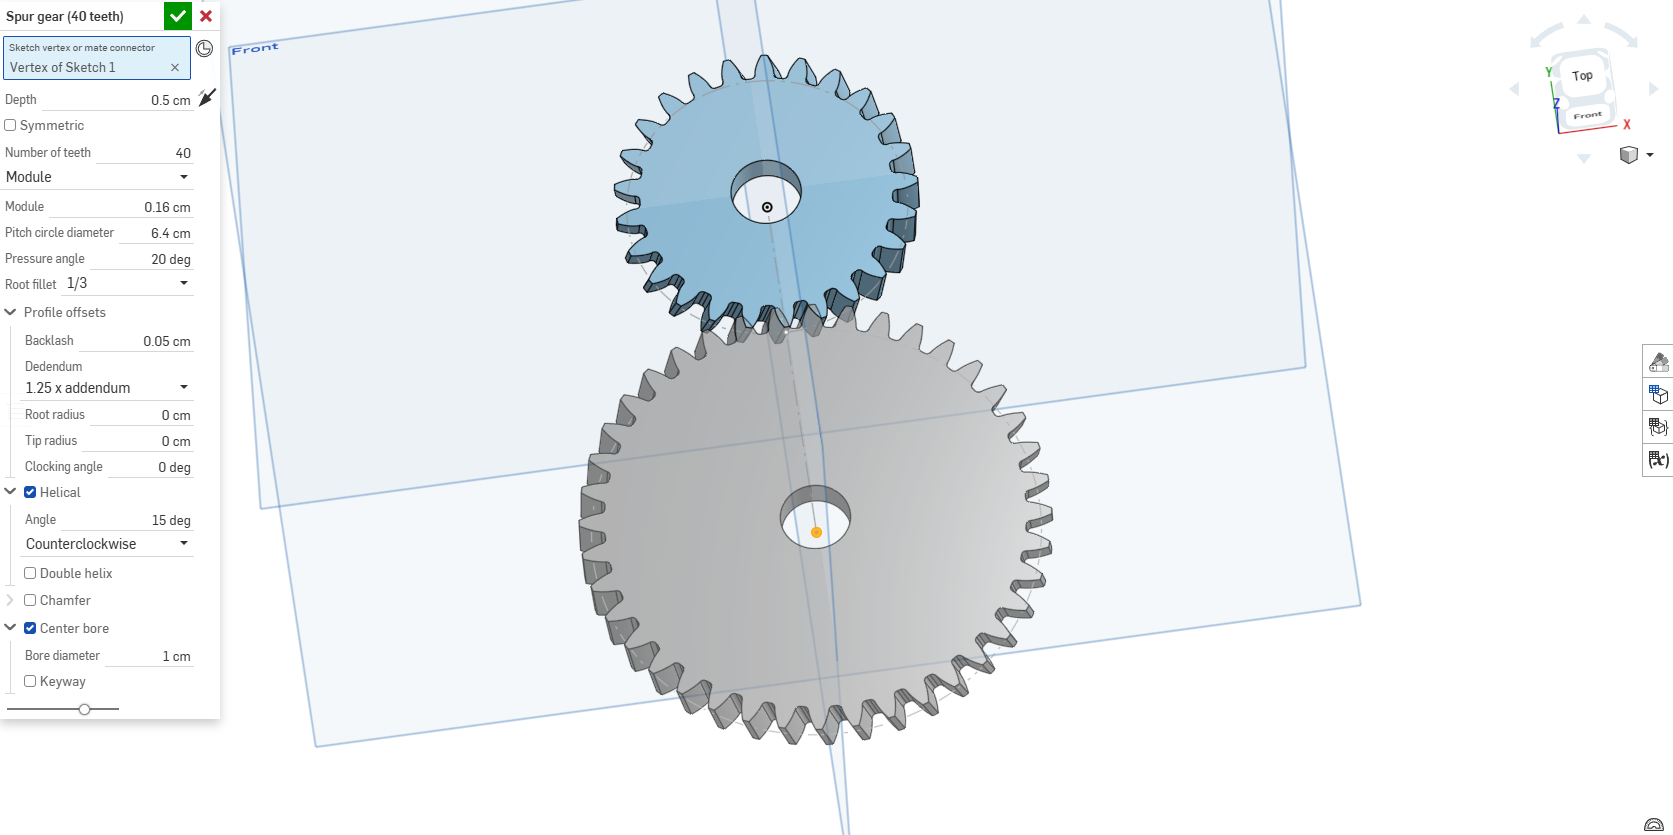 Spur gear (40 teeth)
Sketch vertex or mate connector
Vertex of Sketch 1
Depth 0.5 cm
Symmetric
Number of teeth 40
Module
Module 0.16 cm
Pitch circle diameter 6.4 cm
Pressure angle 20 deg
Root fillet 1/3
Profile offsets
Backlash 0.05 cm
Dedendum
1.25 x addendum
Root radius 0 cm
Tip radius 0 cm
Clocking angle 0 deg
Helical
Angle 15 deg
Counterclockwise
Double helix
Chamfer
Center bore
Bore diameter 1 cm
Keyway
Front
Y
Top
Z
Front
X
(x)